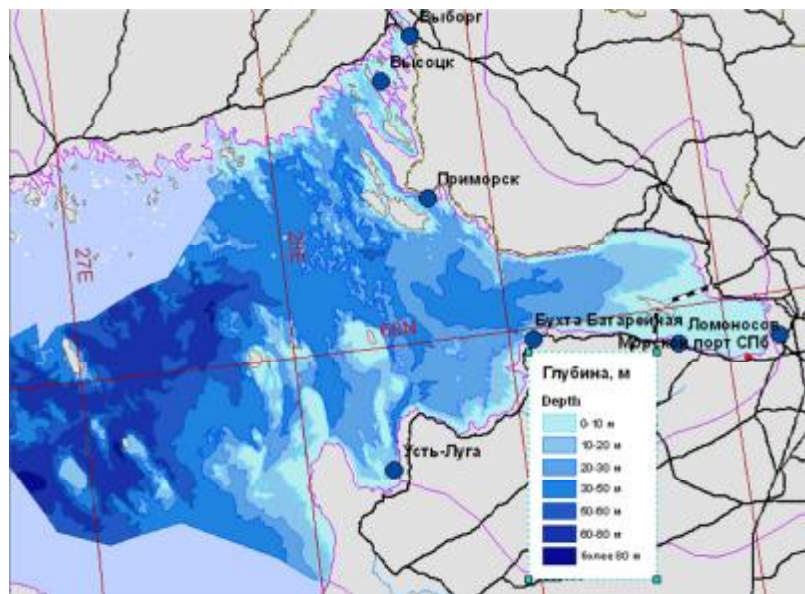 Выборг
Высоцк
Приморск
27E
28E
60N
Бухта Батарейная
Ломоносов
Морской порт СПб
Усть-Луга
Глубина, м
Depth
0-10 м
10-20 м
20-30 м
30-50 м
50-60 м
60-80 м
более 80 м